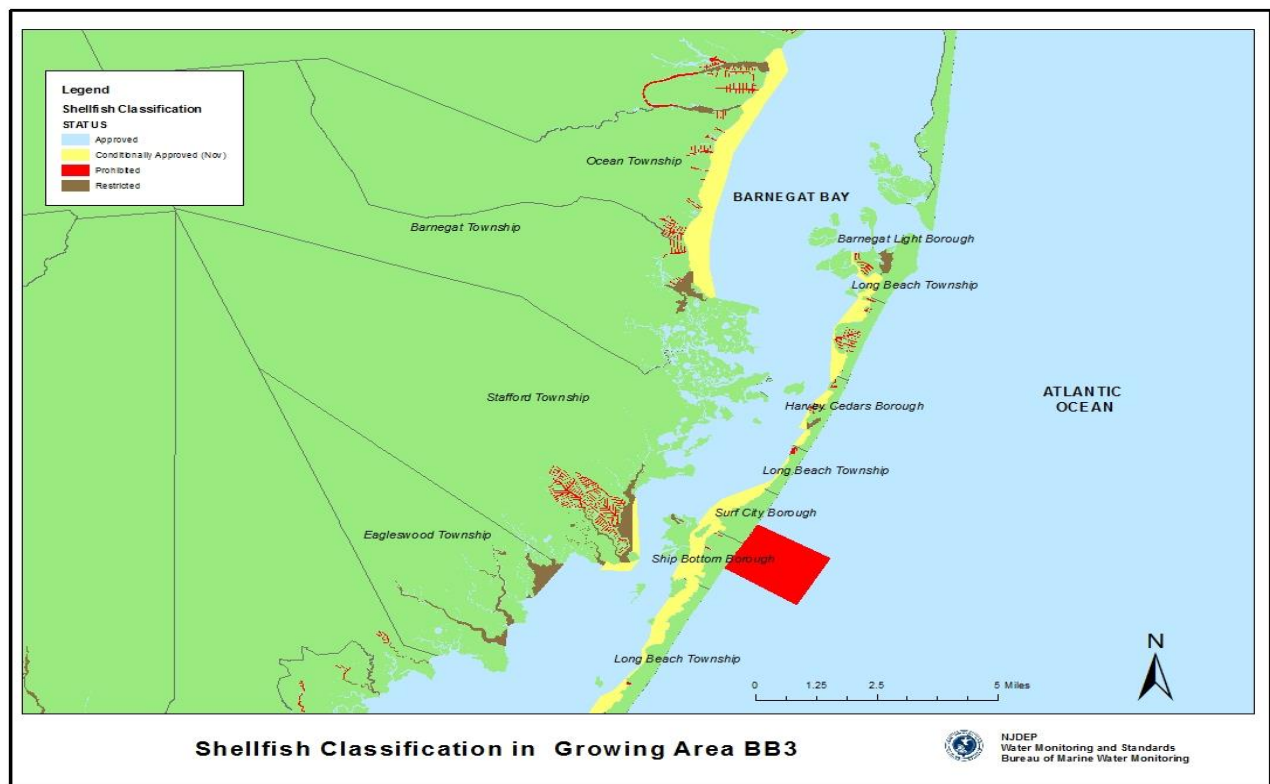 Legend
Shellfish Classification
STATUS
Approved
Conditionally Approved (Nov)
Prohibited
Restricted
Ocean Township
BARNEGAT BAY
Barnegat Township
Barnegat Light Borough
Long Beach Township
ATLANTIC
OCEAN
Stafford Township
Harvey Cedars Borough
Long Beach Township
Surf City Borough
Eagleswood Township
Ship Bottom Borough
Long Beach Township
N
0 1.25 2.5 5 Miles
Shellfish Classification in Growing Area BB3
NJDEP
Water Monitoring and Standards
Bureau of Marine Water Monitoring